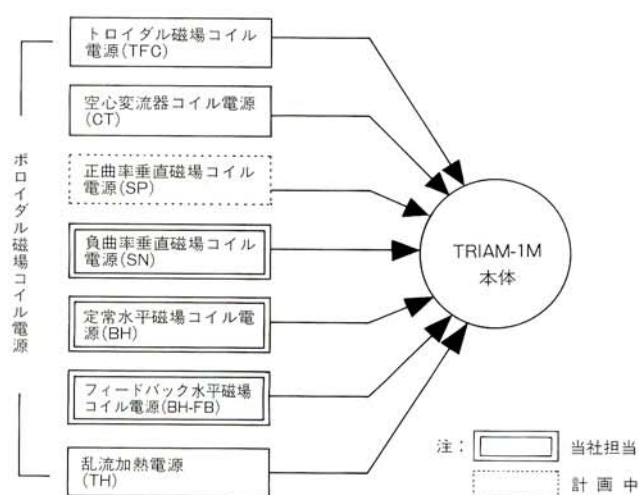 トロイダル磁場コイル
電源(TFC)
空心変流器コイル電源
(CT)
正曲率垂直磁場コイル
電源(SP)
負曲率垂直磁場コイル
電源(SN)
定常水平磁場コイル電
源(BH)
フィードバック水平磁場
コイル電源(BH-FB)
乱流加熱電源
(TH)
ポロイダル磁場コイル電源
TRIAM-1M
本体
注：
当社担当
計画中